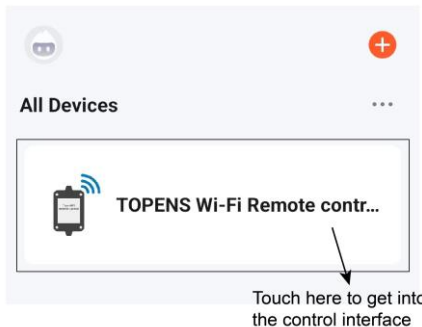 All Devices
TOPENS Wi-Fi Remote contr...
Touch here to get into
the control interface